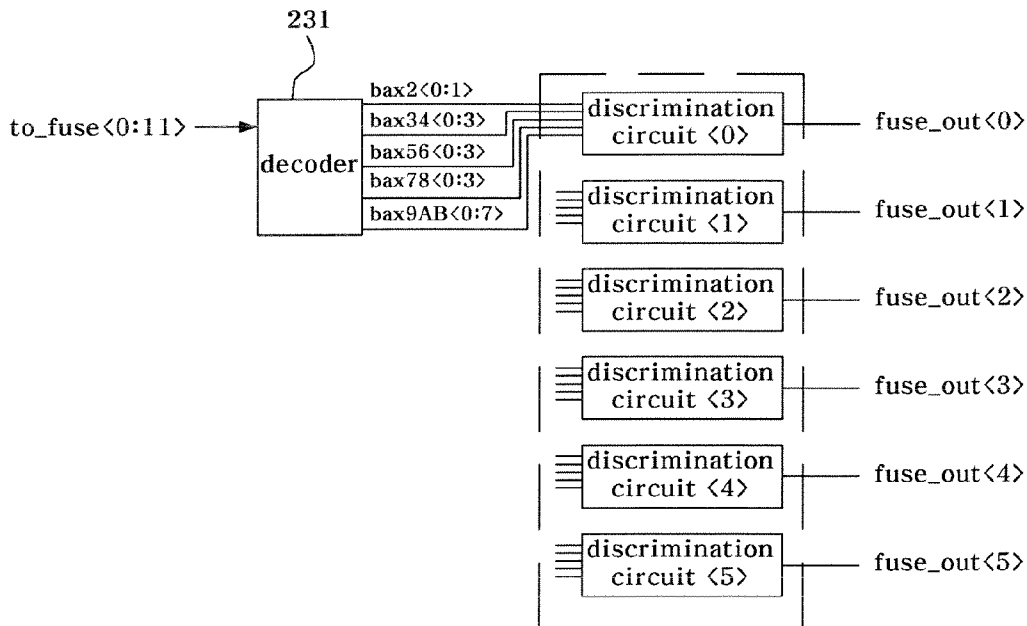 231
to_fuse<0:11>
decoder
bax2<0:1>
bax34<0:3>
bax56<0:3>
bax78<0:3>
bax9AB<0:7>
discrimination
circuit <0>
fuse_out<0>
discrimination
circuit <1>
fuse_out<1>
discrimination
circuit <2>
fuse_out<2>
discrimination
circuit <3>
fuse_out<3>
discrimination
circuit <4>
fuse_out<4>
discrimination
circuit <5>
fuse_out<5>